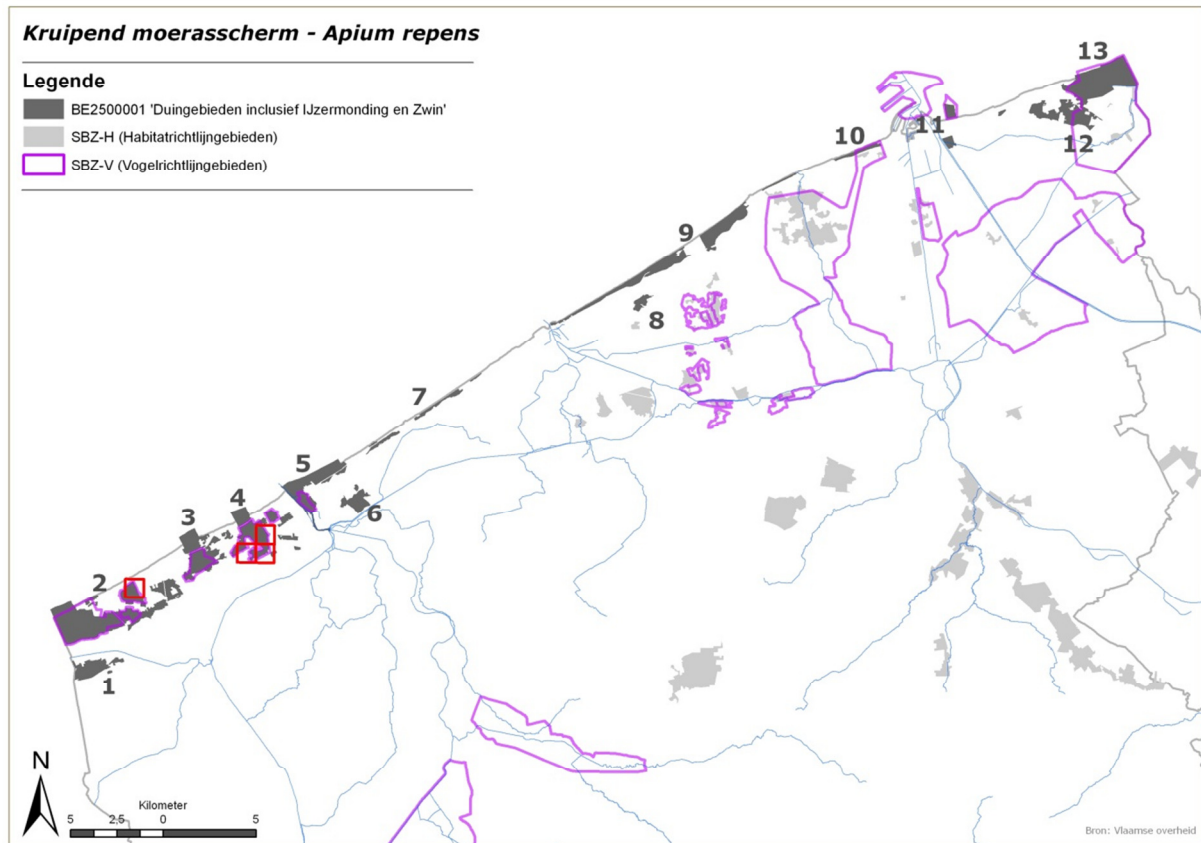 Kruipend moerasscherm - Apium repens
Legende
BE2500001 'Duingebieden inclusief IJzermonding en Zwin'
SBZ-H (Habitatrichtlijngebieden)
SBZ-V (Vogelrichtlijngebieden)
13
12
11
10
9
8
7
5
6
4
3
2
1
N
Kilometer
5 2,5 0 5
Bron: Vlaamse overheid